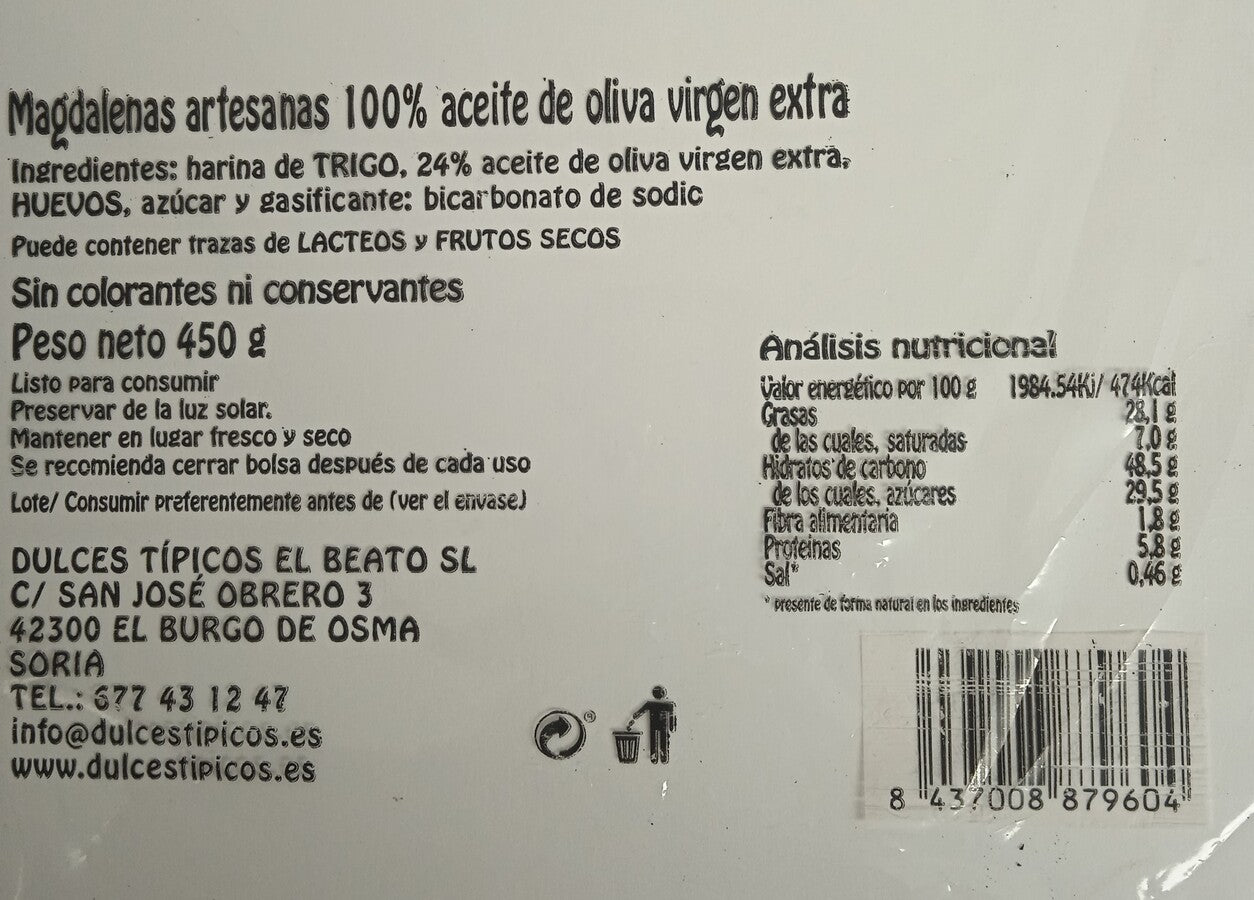 Magdalenas artesanas 100% aceite de oliva virgen extra
Ingredientes: harina de TRIGO, 24% aceite de oliva virgen extra,
HUEVOS, azúcar y gasificante: bicarbonato de sodic
Puede contener trazas de LACTEOS y FRUTOS SECOS
Sin colorantes ni conservantes
Peso neto 450 g
Listo para consumir
Preservar de la luz solar.
Mantener en lugar fresco y seco
Se recomienda cerrar bolsa después de cada uso
Lote/ Consumir preferentemente antes de (ver el envase)
DULCES TÍPICOS EL BEATO SL
C/ SAN JOSÉ OBRERO 3
42300 EL BURGO DE OSMA
SORIA
TEL.: 677 43 12 47
info@dulcestipicos.es
www.dulcestipicos.es
Análisis nutricional
Valor energético por 100 g 1984.54Kj/ 474Kcal
Grasas 28,1 g
de las cuales, saturadas 7,0 g
Hidratos de carbono 48,5 g
de los cuales, azúcares 29,5 g
Fibra alimentaria 1,8 g
Proteinas 5,8 g
Sal* 0,46 g
* presente de forma natural en los ingredientes
8 437008 879604